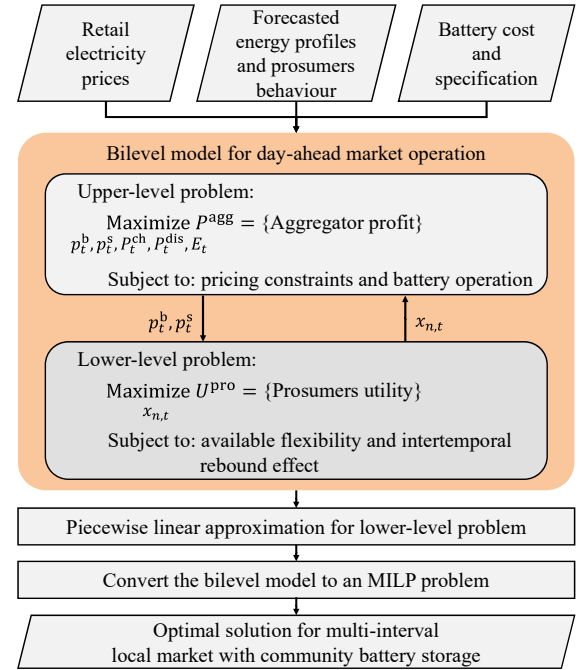 Retail
electricity
prices
Forecasted
energy profiles
and prosumers
behaviour
Battery cost
and
specification
Bilevel model for day-ahead market operation
Upper-level problem:
Maximize P^agg = {Aggregator profit}
p_t^b, p_t^s, P_t^ch, P_t^dis, E_t
Subject to: pricing constraints and battery operation
p_t^b, p_t^s
x_n,t
Lower-level problem:
Maximize U^pro = {Prosumers utility}
x_n,t
Subject to: available flexibility and intertemporal
rebound effect
Piecewise linear approximation for lower-level problem
Convert the bilevel model to an MILP problem
Optimal solution for multi-interval
local market with community battery storage